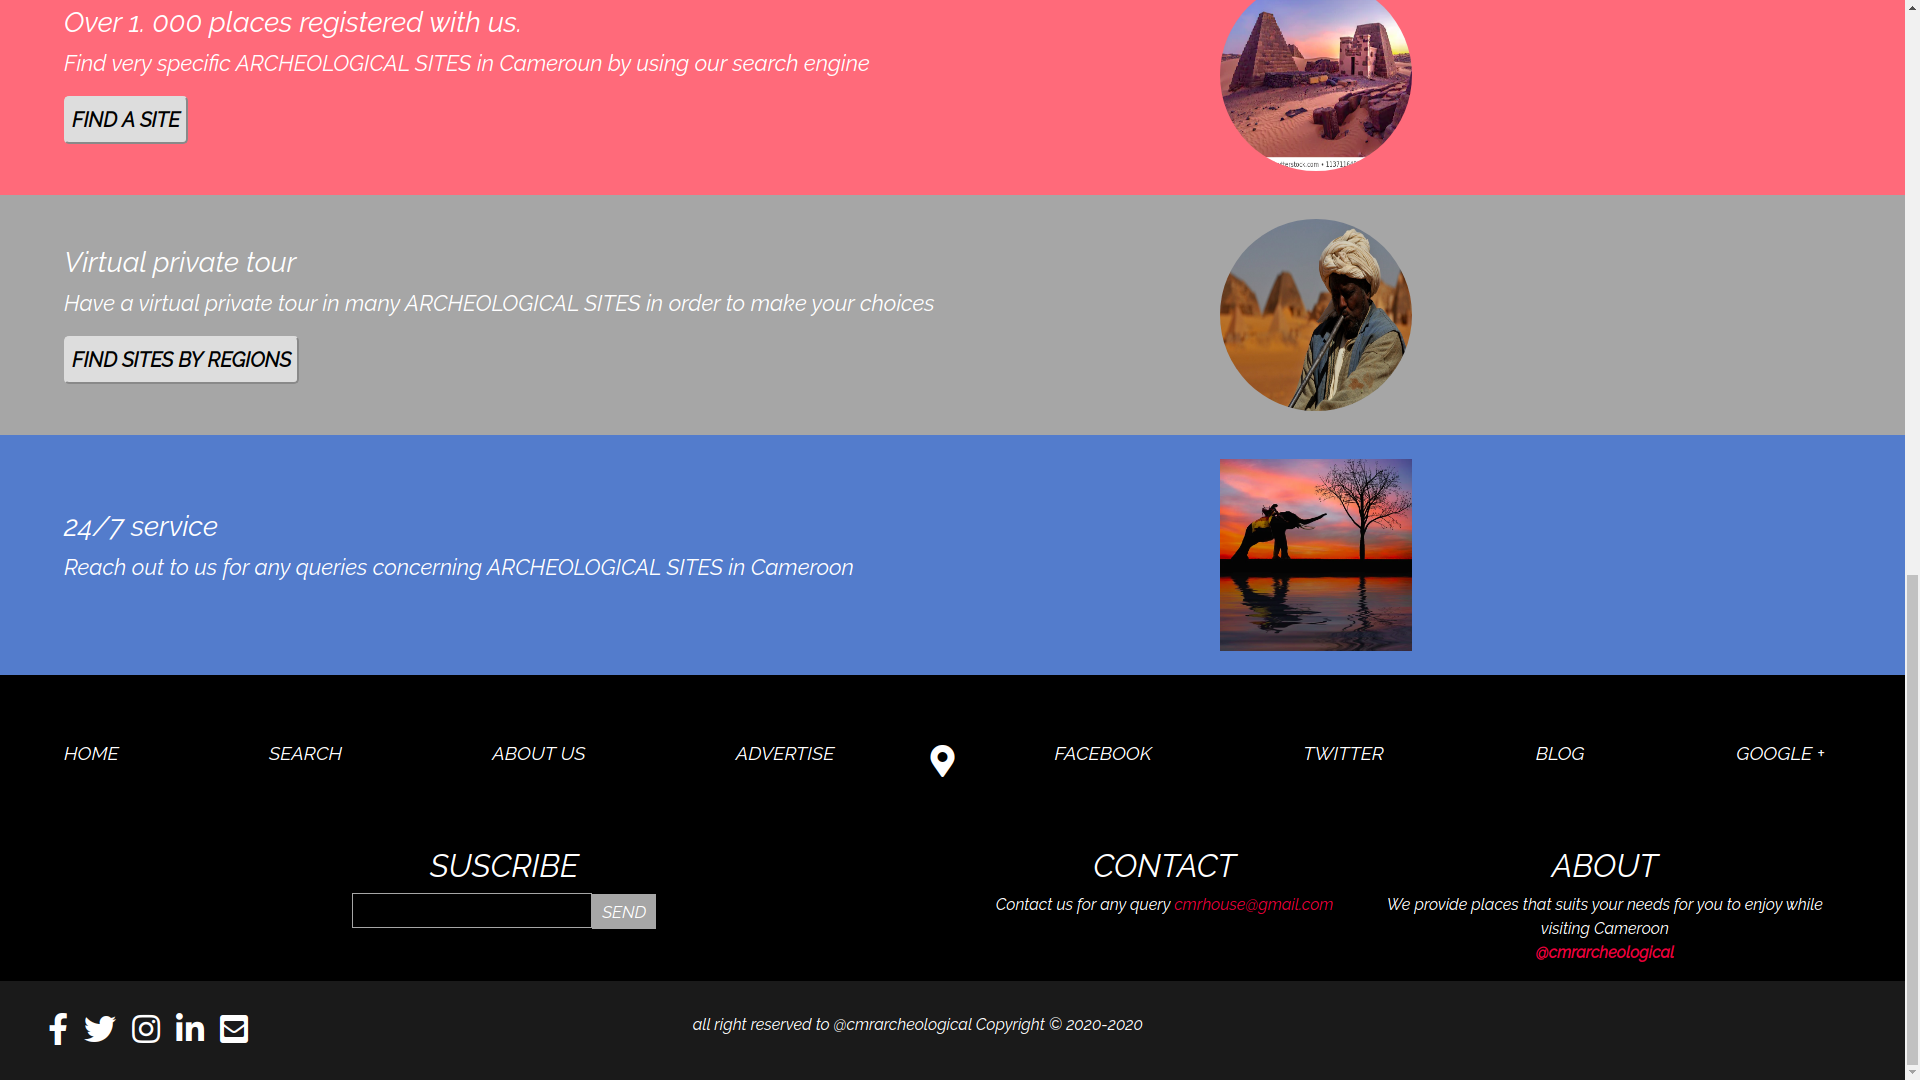 Over 1. 000 places registered with us.
Find very specific ARCHEOLOGICAL SITES in Cameroun by using our search engine
FIND A SITE
Virtual private tour
Have a virtual private tour in many ARCHEOLOGICAL SITES in order to make your choices
FIND SITES BY REGIONS
24/7 service
Reach out to us for any queries concerning ARCHEOLOGICAL SITES in Cameroon
HOME
SEARCH
ABOUT US
ADVERTISE
FACEBOOK
TWITTER
BLOG
GOOGLE +
SUSCRIBE
SEND
CONTACT
Contact us for any query cmrhouse@gmail.com
ABOUT
We provide places that suits your needs for you to enjoy while
visiting Cameroon
@cmrarcheological
all right reserved to @cmrarcheological Copyright © 2020-2020